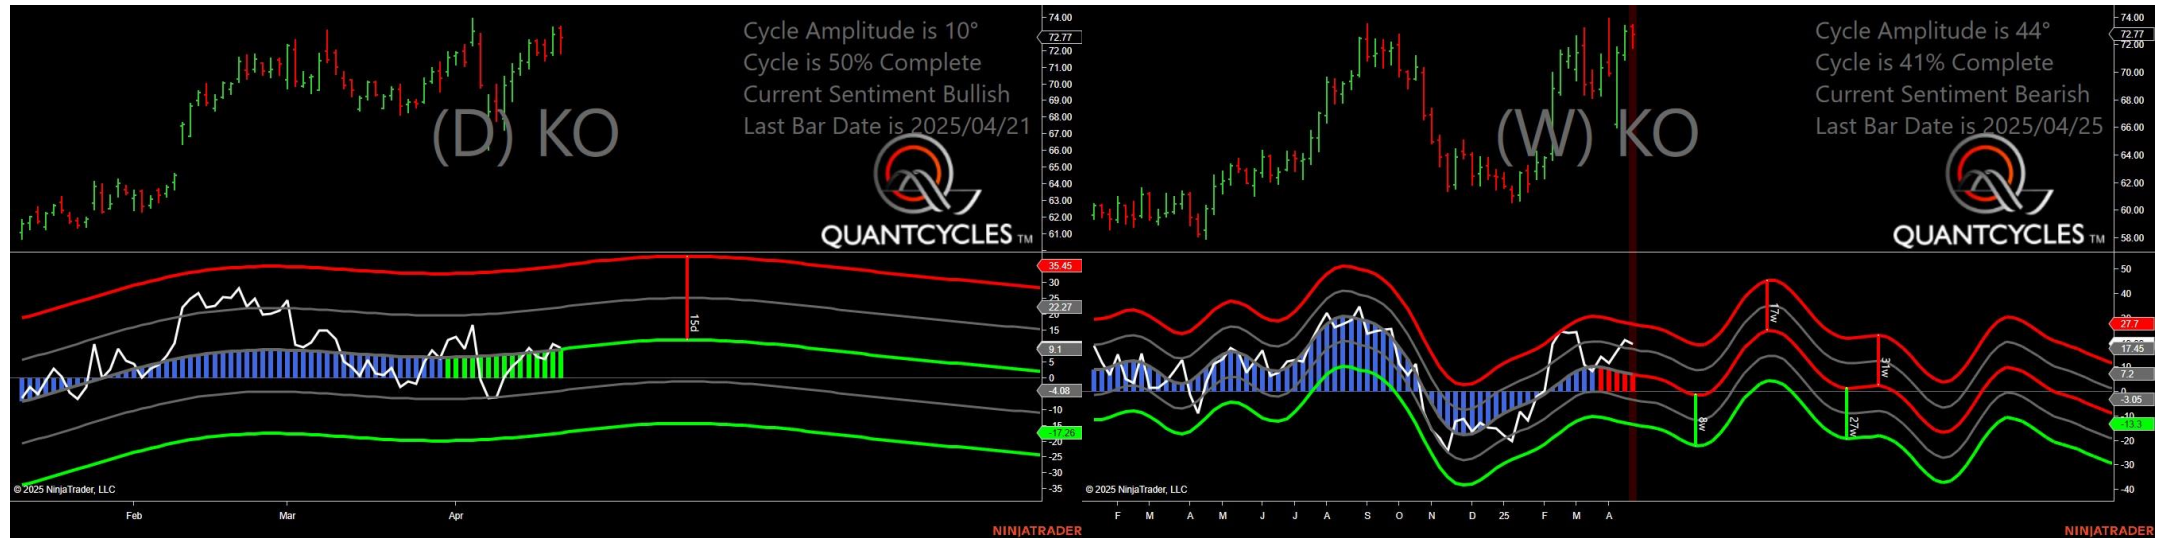 Cycle Amplitude is 10°
Cycle is 50% Complete
Current Sentiment Bullish
Last Bar Date is 2025/04/21
(D) KO
QUANTCYCLES TM
74.00
72.77
72.00
71.00
70.00
69.00
68.00
67.00
66.00
65.00
64.00
63.00
62.00
61.00
35.45
30
25
22.27
20
15
9.1
5
0
-4.08
-10
-17.26
-20
-25
-30
-35
15d
© 2025 NinjaTrader, LLC
Feb Mar Apr
NINJATRADER
Cycle Amplitude is 44°
Cycle is 41% Complete
Current Sentiment Bearish
Last Bar Date is 2025/04/25
(W) KO
QUANTCYCLES TM
74.00
72.77
72.00
70.00
68.00
66.00
64.00
62.00
60.00
58.00
50
40
27.7
17.45
7.2
0
-3.05
-13.3
-20
-30
-40
8w
17w
27w
31w
© 2025 NinjaTrader, LLC
F M A M J J A S O N D 25 F M A
NINJATRADER